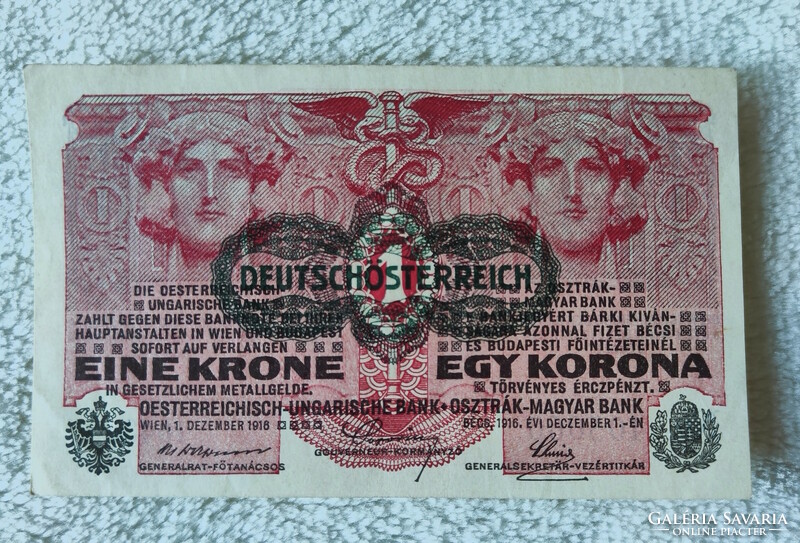 DEUTSCHÖSTERREICH
1
DIE OESTERREICHISCH-
UNGARISCHE BANK
ZAHLT GEGEN DIESE BANKNOTE BEI IHREN
HAUPTANSTALTEN IN WIEN UND BUDAPEST
SOFORT AUF VERLANGEN
EINE KRONE
IN GESETZLICHEM METALLGELDE.
Z OSZTRÁK-
MAGYAR BANK
BANKJEGYÉRT BÁRKI KIVÁN-
SÁGÁRA AZONNAL FIZET BÉCSI
ÉS BUDAPESTI FŐINTÉZETEINÉL
EGY KORONA
TÖRVÉNYES ÉRCZPÉNZT.
OESTERREICHISCH-UNGARISCHE BANK • OSZTRÁK-MAGYAR BANK
WIEN, 1. DEZEMBER 1916 BÉCS, 1916. ÉVI DECZEMBER 1.-ÉN
GENERALRAT-FŐTANÁCSOS
GOUVERNEUR-KORMÁNYZÓ
GENERALSEKRETÄR-VEZÉRTITKÁR
GALÉRIA SAVARIA
ONLINE PIACTÉR